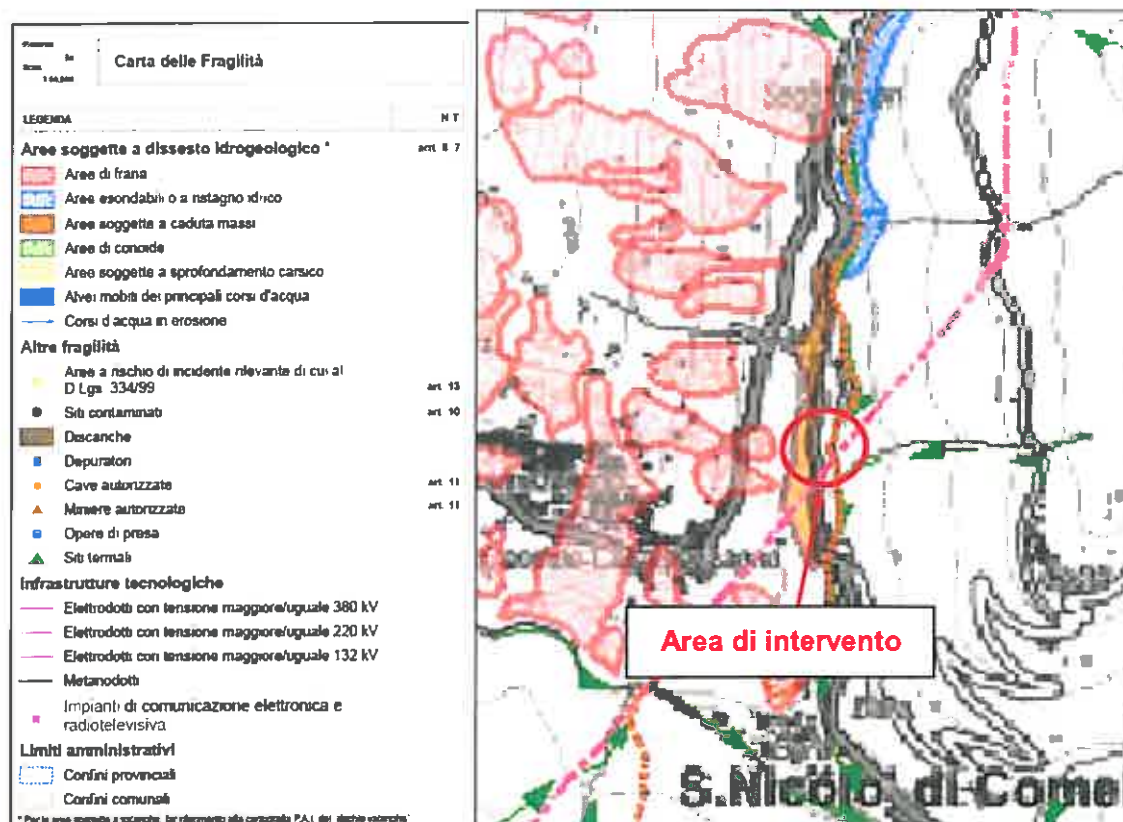 Carta delle Fragilità
LEGENDA N T
Aree soggette a dissesto idrogeologico *
Aree di frana
Aree esondabili o a ristagno idrico
Aree soggette a caduta massi
Aree di conoide
Aree soggette a sprofondamento carsico
Alvei mobili dei principali corsi d'acqua
Corsi d'acqua in erosione
Altre fragilità
Aree a rischio di incidente rilevante di cui al
D.Lgs. 334/99 art. 13
Siti contaminati art. 10
Discariche
Depuratori
Cave autorizzate art. 11
Miniere autorizzate art. 11
Opere di presa
Siti termali
Infrastrutture tecnologiche
Elettrodotti con tensione maggiore/uguale 380 kV
Elettrodotti con tensione maggiore/uguale 220 kV
Elettrodotti con tensione maggiore/uguale 132 kV
Metanodotti
Impianti di comunicazione elettronica e
radiotelevisiva
Limiti amministrativi
Confini provinciali
Confini comunali
Area di intervento
S.Nicolò di Come